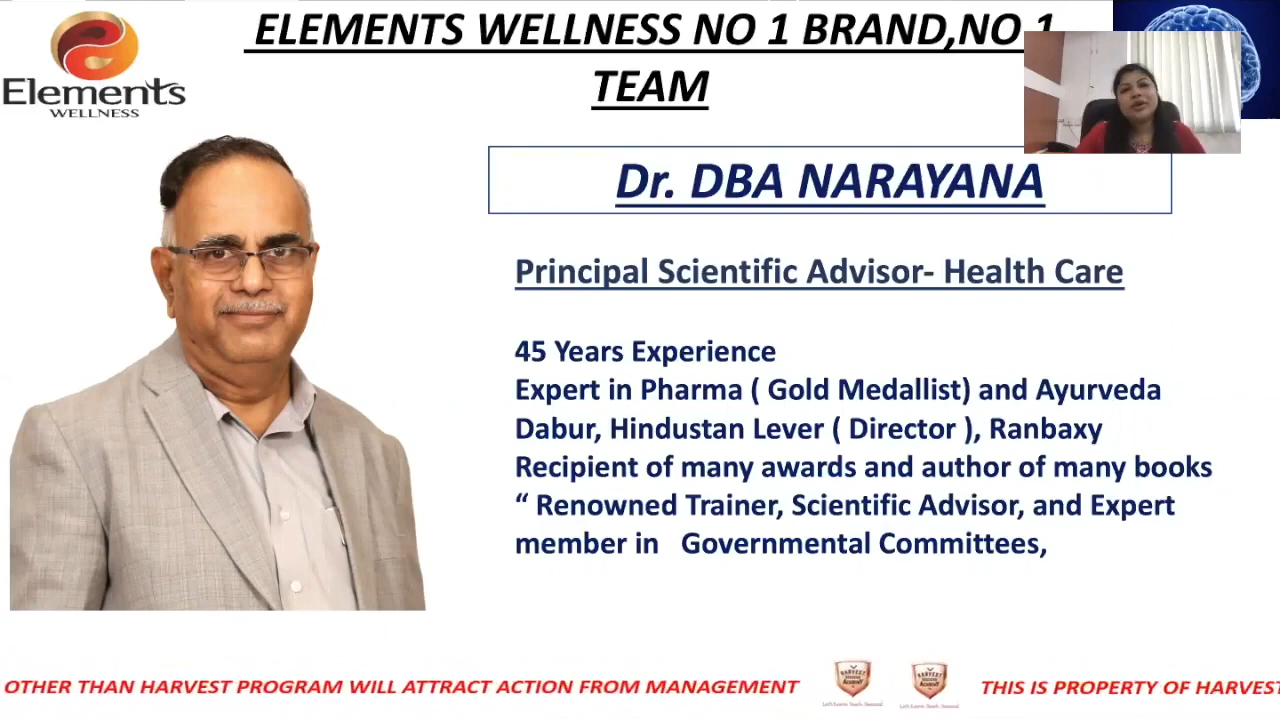 ELEMENTS WELLNESS NO 1 BRAND,NO 1
TEAM
Elements
WELLNESS
Dr. DBA NARAYANA
Principal Scientific Advisor- Health Care
45 Years Experience
Expert in Pharma ( Gold Medallist) and Ayurveda
Dabur, Hindustan Lever ( Director ), Ranbaxy
Recipient of many awards and author of many books
“ Renowned Trainer, Scientific Advisor, and Expert
member in Governmental Committees,
OTHER THAN HARVEST PROGRAM WILL ATTRACT ACTION FROM MANAGEMENT
HARVEST
HARVEST
THIS IS PROPERTY OF HARVEST